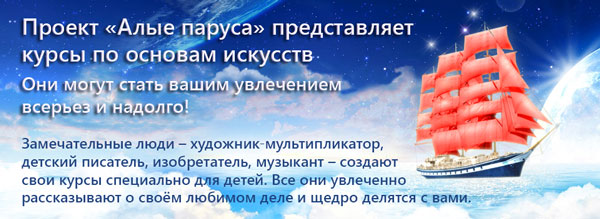 Проект «Алые паруса» представляет
курсы по основам искусств
Они могут стать вашим увлечением
всерьез и надолго!
Замечательные люди – художник-мультипликатор,
детский писатель, изобретатель, музыкант – создают
свои курсы специально для детей. Все они увлеченно
рассказывают о своём любимом деле и щедро делятся с вами.